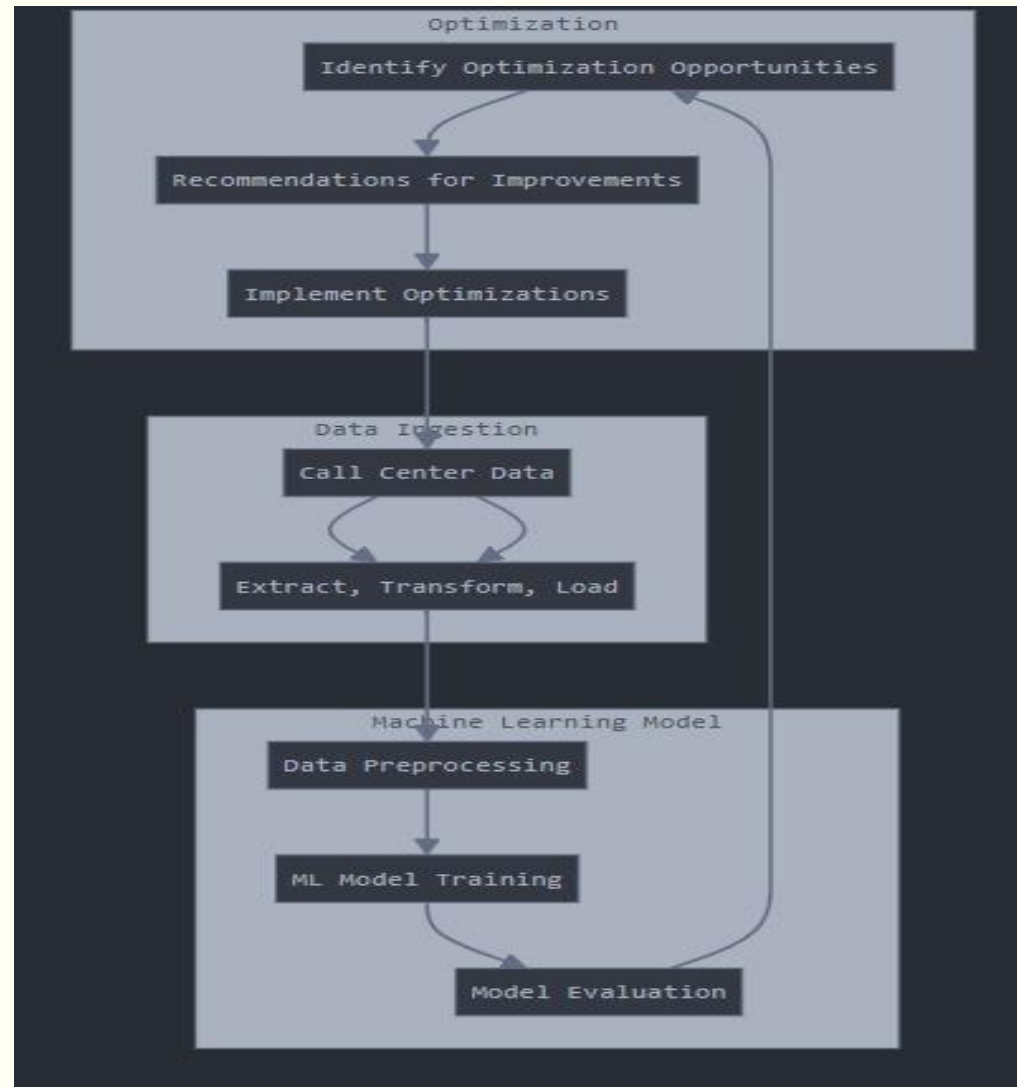 Optimization
Identify Optimization Opportunities
Recommendations for Improvements
Implement Optimizations
Data Ingestion
Call Center Data
Extract, Transform, Load
Machine Learning Model
Data Preprocessing
ML Model Training
Model Evaluation